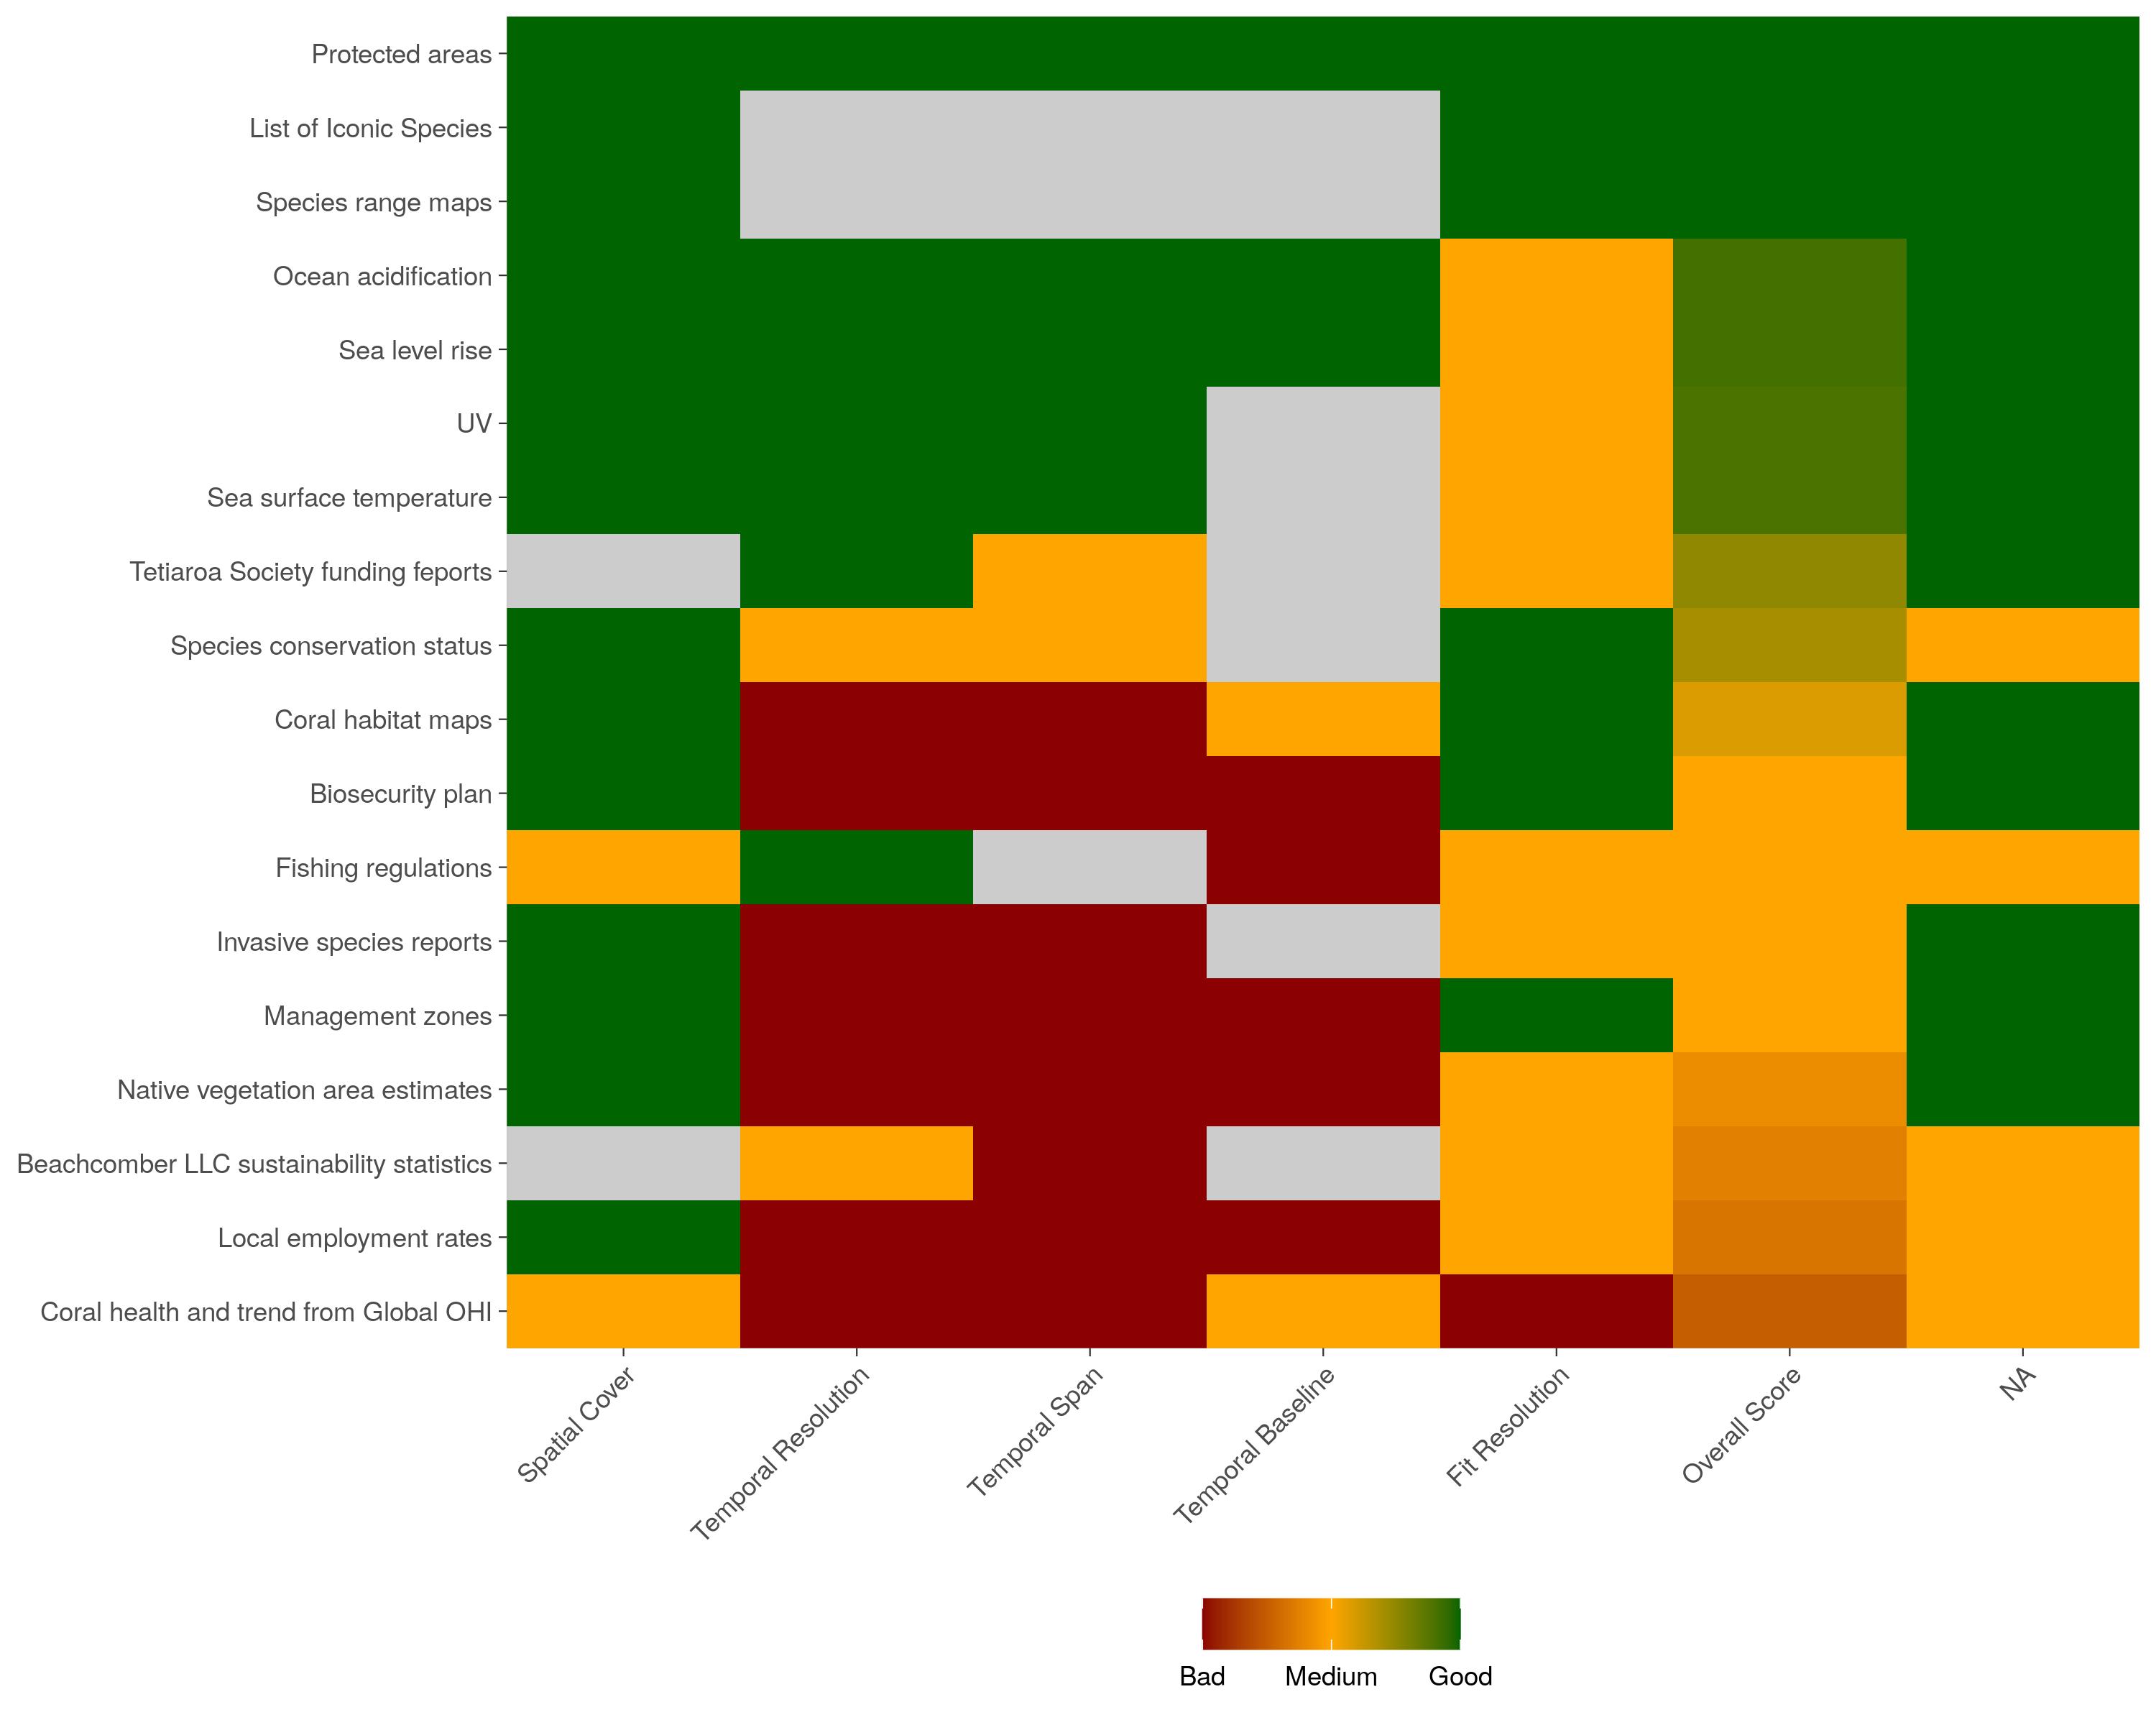 Protected areas
List of Iconic Species
Species range maps
Ocean acidification
Sea level rise
UV
Sea surface temperature
Tetiaroa Society funding feports
Species conservation status
Coral habitat maps
Biosecurity plan
Fishing regulations
Invasive species reports
Management zones
Native vegetation area estimates
Beachcomber LLC sustainability statistics
Local employment rates
Coral health and trend from Global OHI
Spatial Cover
Temporal Resolution
Temporal Span
Temporal Baseline
Fit Resolution
Overall Score
NA
Bad Medium Good